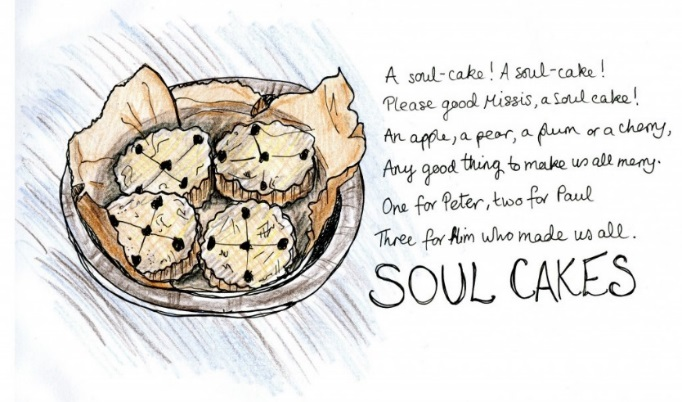 A soul-cake! A soul-cake!
Please good Missis, a soul cake!
An apple, a pear, a plum or a cherry,
Any good thing to make us all merry.
One for Peter, two for Paul
Three for Him who made us all.
SOUL CAKES